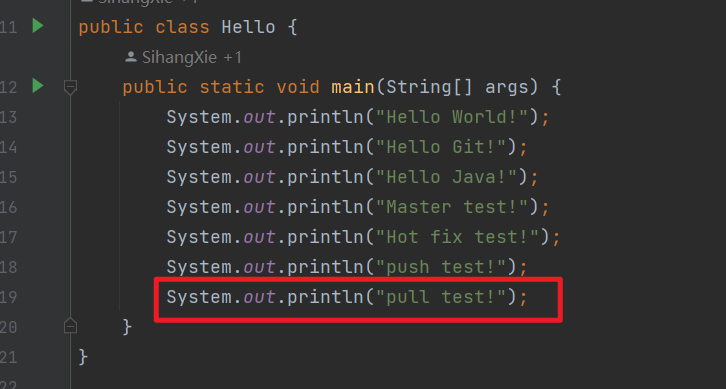 SihangXie +1
11 public class Hello {
SihangXie +1
12 public static void main(String[] args) {
13 System.out.println("Hello World!");
14 System.out.println("Hello Git!");
15 System.out.println("Hello Java!");
16 System.out.println("Master test!");
17 System.out.println("Hot fix test!");
18 System.out.println("push test!");
19 System.out.println("pull test!");
20 }
21 }
22